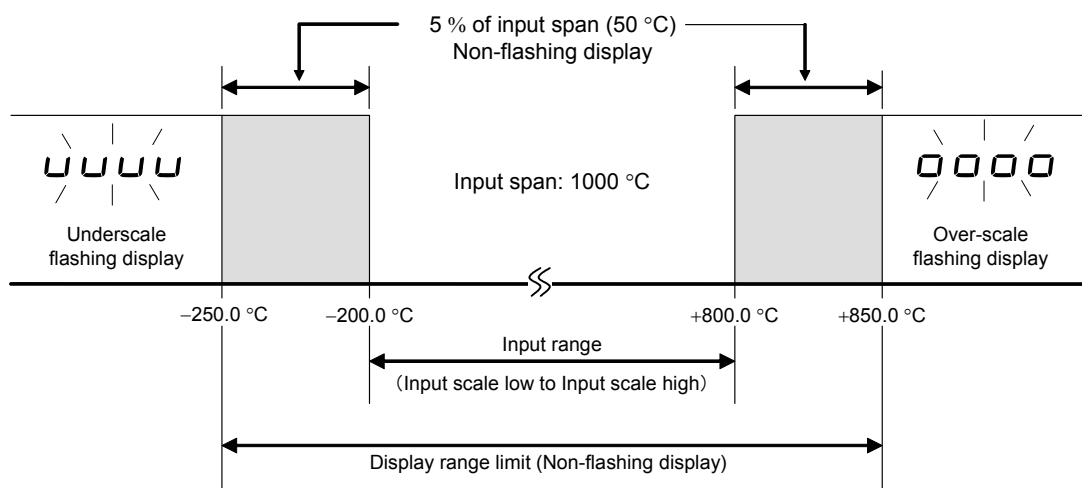 5 % of input span (50 °C)
Non-flashing display
uuuu
Input span: 1000 °C
oooo
Underscale
flashing display
Over-scale
flashing display
−250.0 °C
−200.0 °C
+800.0 °C
+850.0 °C
Input range
（Input scale low to Input scale high）
Display range limit (Non-flashing display)